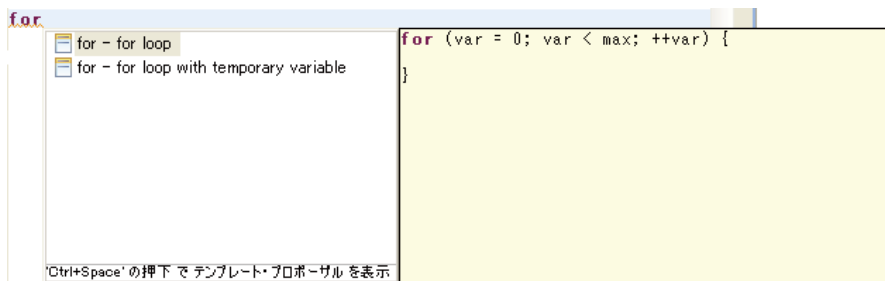 for
for - for loop
for - for loop with temporary variable
'Ctrl+Space' の押下 で テンプレート・プロポーザル を表示
for (var = 0; var < max; ++var) {
}